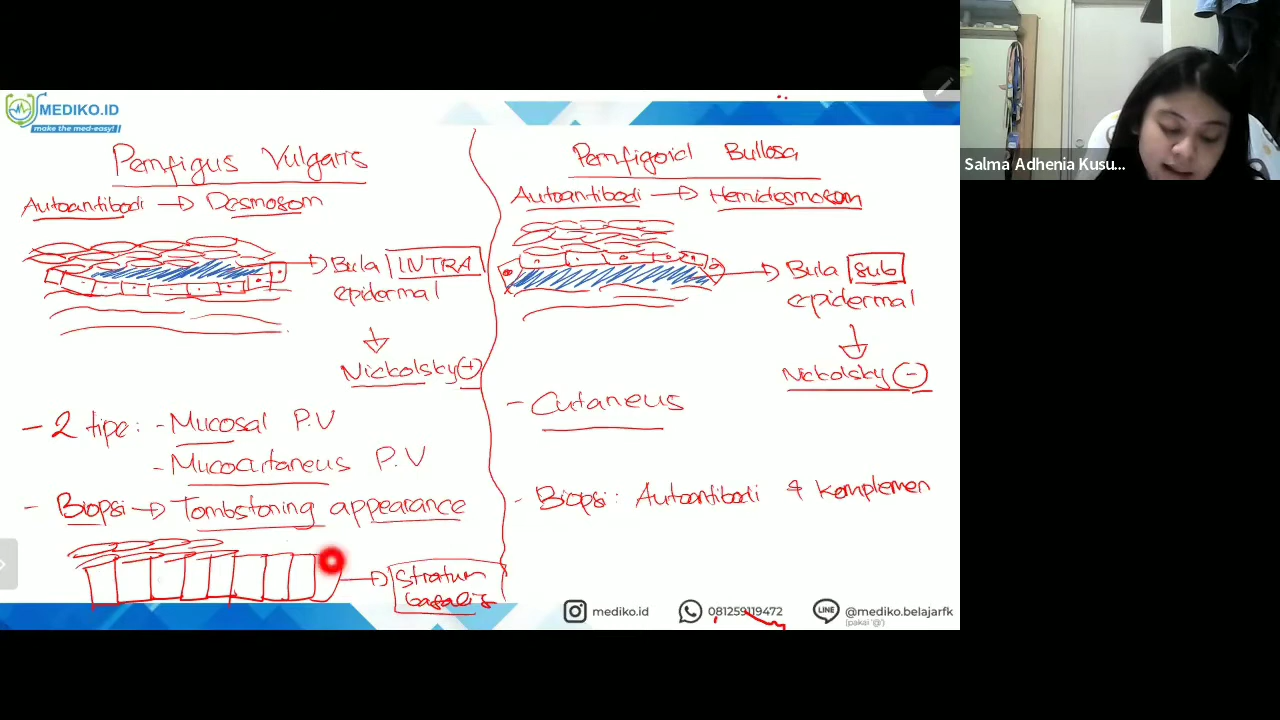 MEDIKO.ID
make the med-easy!
Pemfigus Vulgaris
Autoantibodi → Desmosom
Bula INTRA
epidermal
Nickolsky +
- 2 tipe: - Mucosal P.V
- Mucocutaneus P.V
- Biopsi → Tombstoning appearance
Stratum
basalis
Pemfigoid Bullosa
Autoantibodi → Hemidesmosom
Bula sub
epidermal
Nickolsky -
- Cutaneus
- Biopsi: Autoantibodi & Komplemen
mediko.id
081259119472
LINE
@mediko.belajarfk
(pakai '@')
Salma Adhenia Kusu...